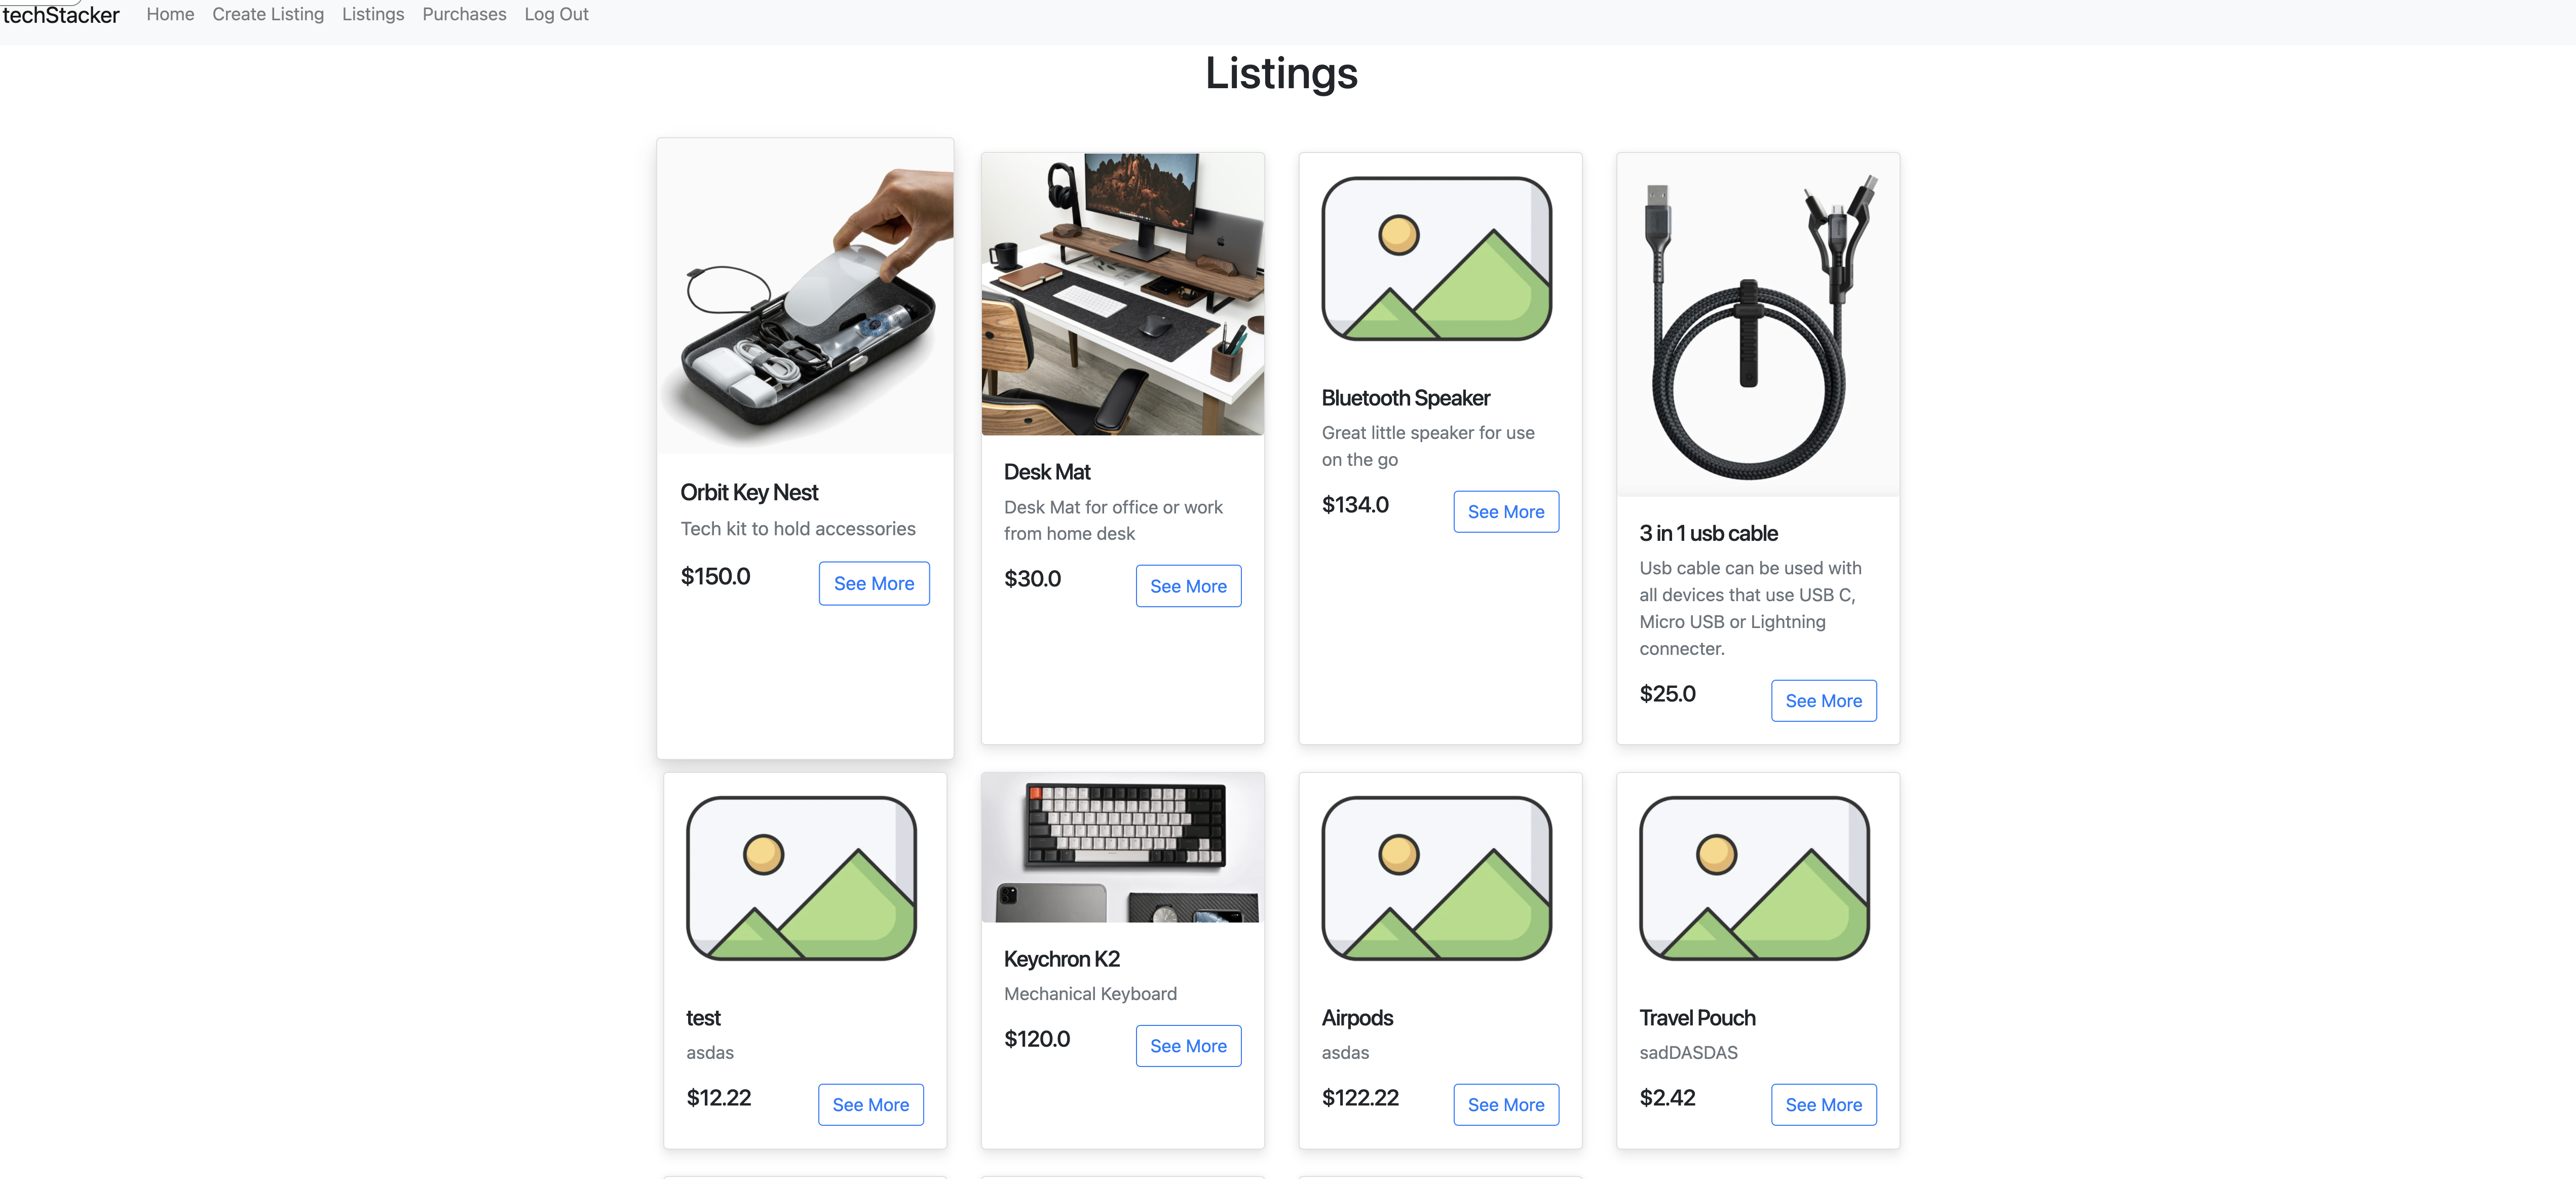 techStacker Home Create Listing Listings Purchases Log Out
Listings
Orbit Key Nest
Tech kit to hold accessories
$150.0 See More
Desk Mat
Desk Mat for office or work
from home desk
$30.0 See More
Bluetooth Speaker
Great little speaker for use
on the go
$134.0 See More
3 in 1 usb cable
Usb cable can be used with
all devices that use USB C,
Micro USB or Lightning
connecter.
$25.0 See More
test
asdas
$12.22 See More
Keychron K2
Mechanical Keyboard
$120.0 See More
Airpods
asdas
$122.22 See More
Travel Pouch
sadDASDAS
$2.42 See More